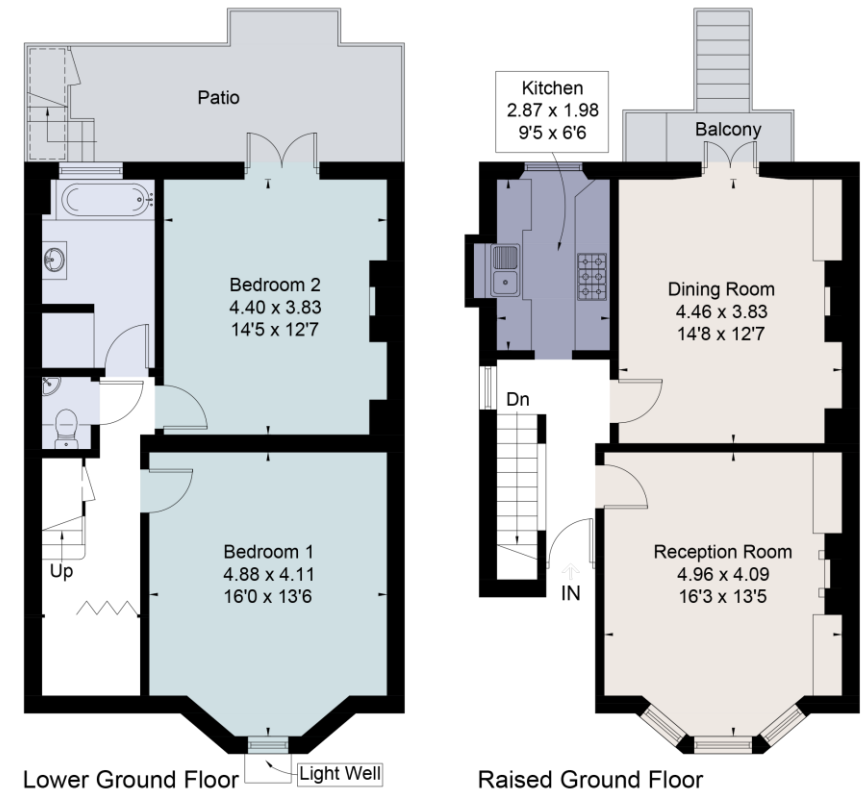 Patio
Bedroom 2
4.40 x 3.83
14'5 x 12'7
Up
Bedroom 1
4.88 x 4.11
16'0 x 13'6
Lower Ground Floor
Light Well
Kitchen
2.87 x 1.98
9'5 x 6'6
Balcony
Dining Room
4.46 x 3.83
14'8 x 12'7
Dn
Reception Room
4.96 x 4.09
16'3 x 13'5
IN
Raised Ground Floor